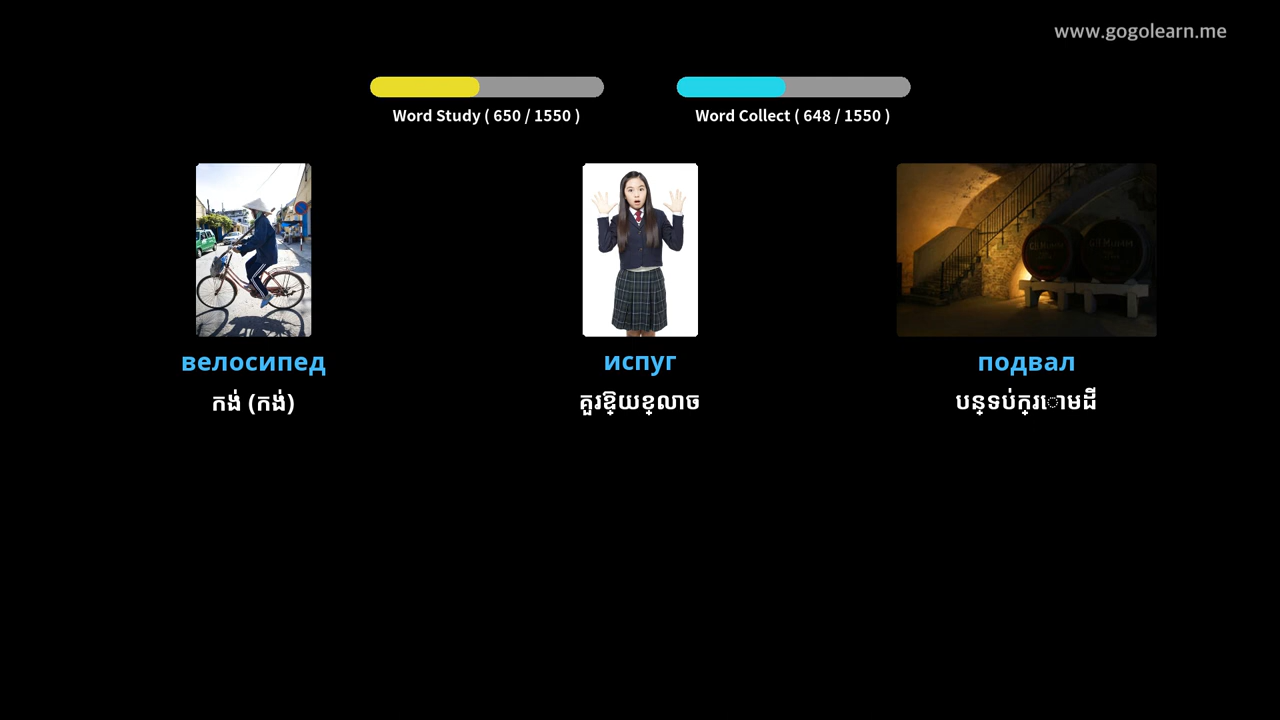 www.gogolearn.me
Word Study ( 650 / 1550 )
Word Collect ( 648 / 1550 )
велосипед
испуг
подвал
កង់ (កង់)
គួរឱ្យខ្លាច
បន្ទប់ក្រោមដី